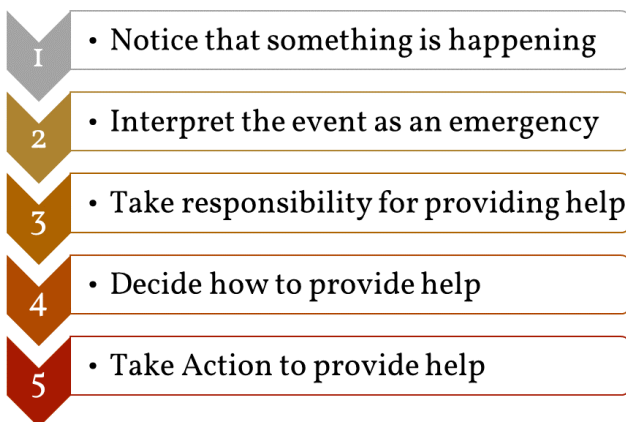 1 • Notice that something is happening
2 • Interpret the event as an emergency
3 • Take responsibility for providing help
4 • Decide how to provide help
5 • Take Action to provide help